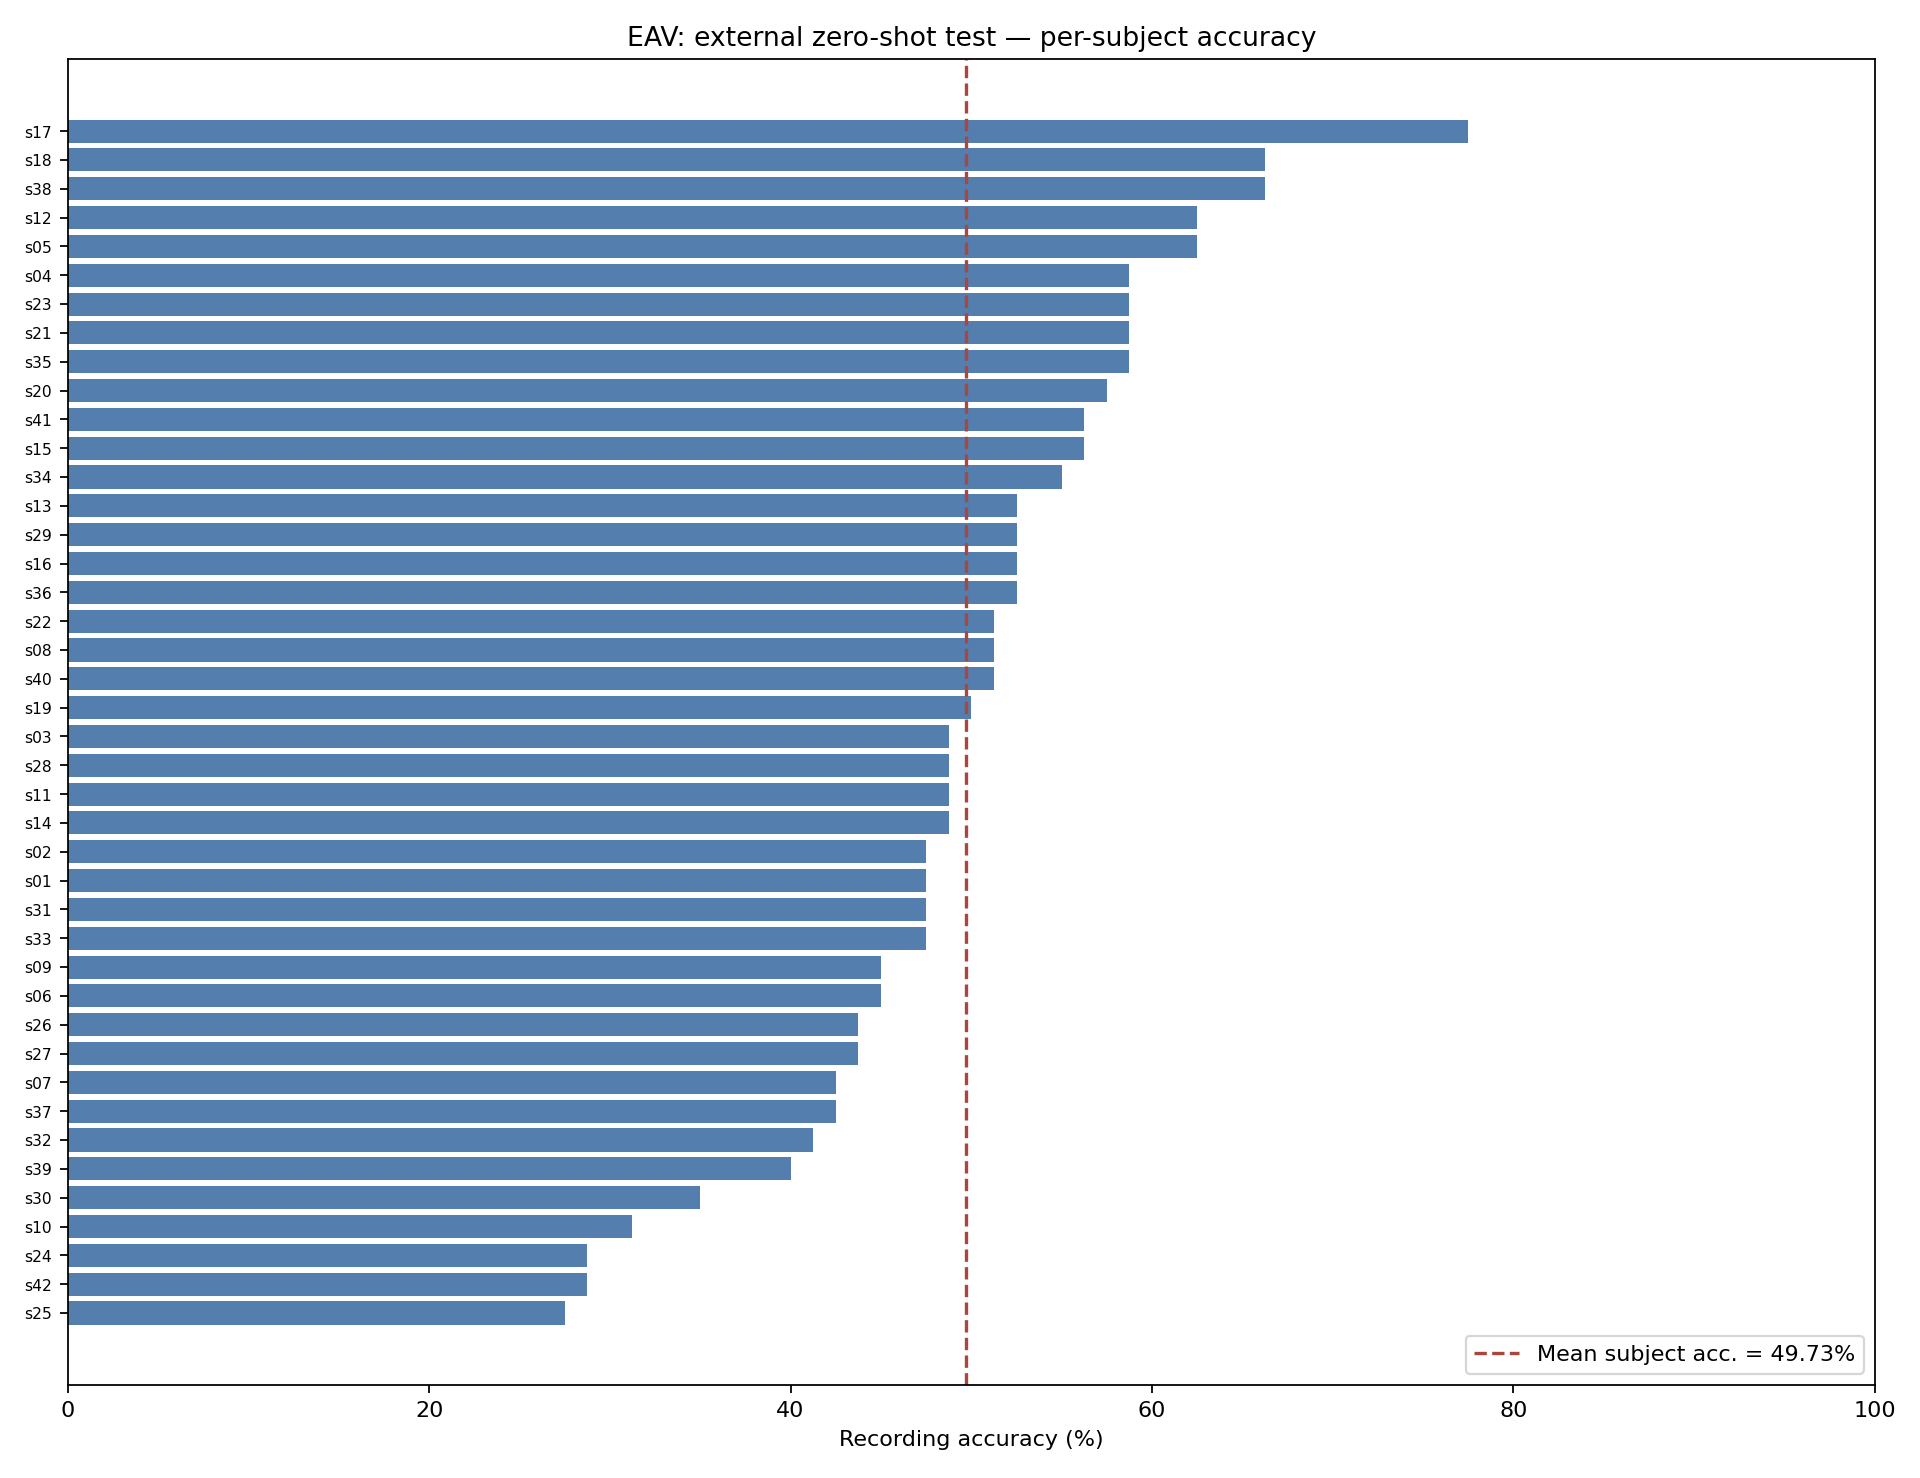 EAV: external zero-shot test — per-subject accuracy
s17
s18
s38
s12
s05
s04
s23
s21
s35
s20
s41
s15
s34
s13
s29
s16
s36
s22
s08
s40
s19
s03
s28
s11
s14
s02
s01
s31
s33
s09
s06
s26
s27
s07
s37
s32
s39
s30
s10
s24
s42
s25
Mean subject acc. = 49.73%
0 20 40 60 80 100
Recording accuracy (%)